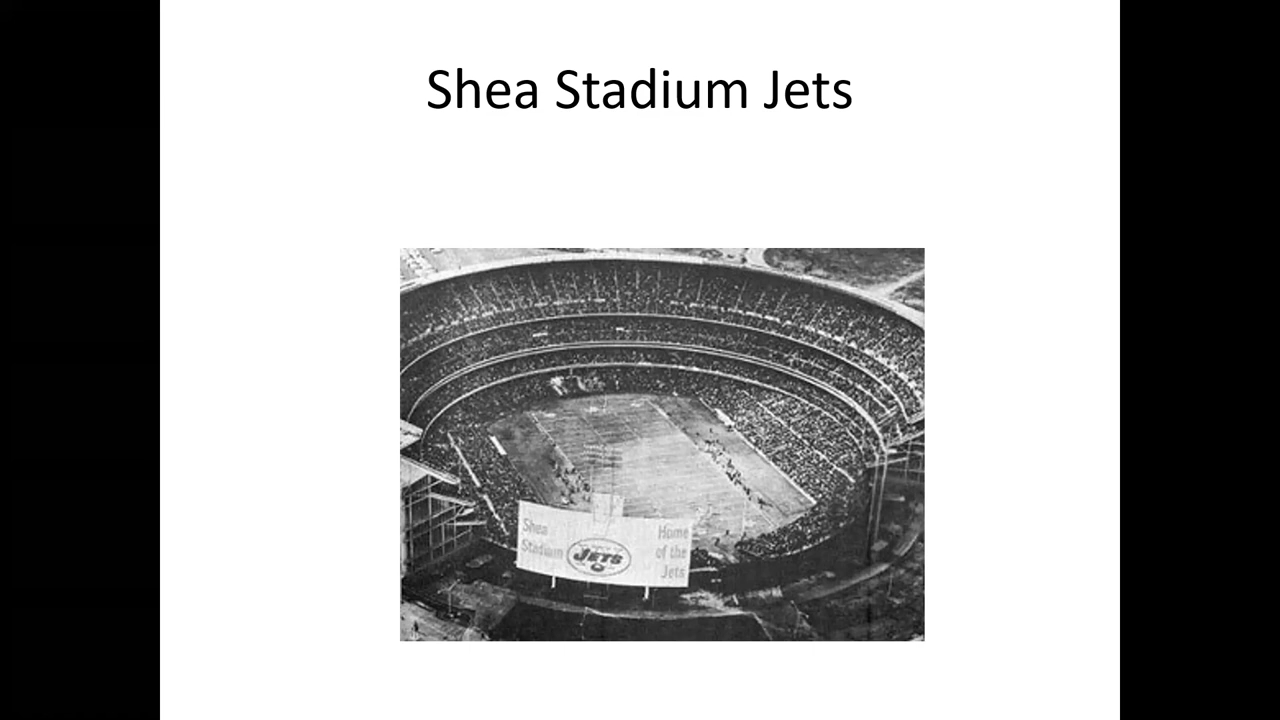 Shea Stadium Jets
Shea
Stadium
JETS
Home
of the
Jets